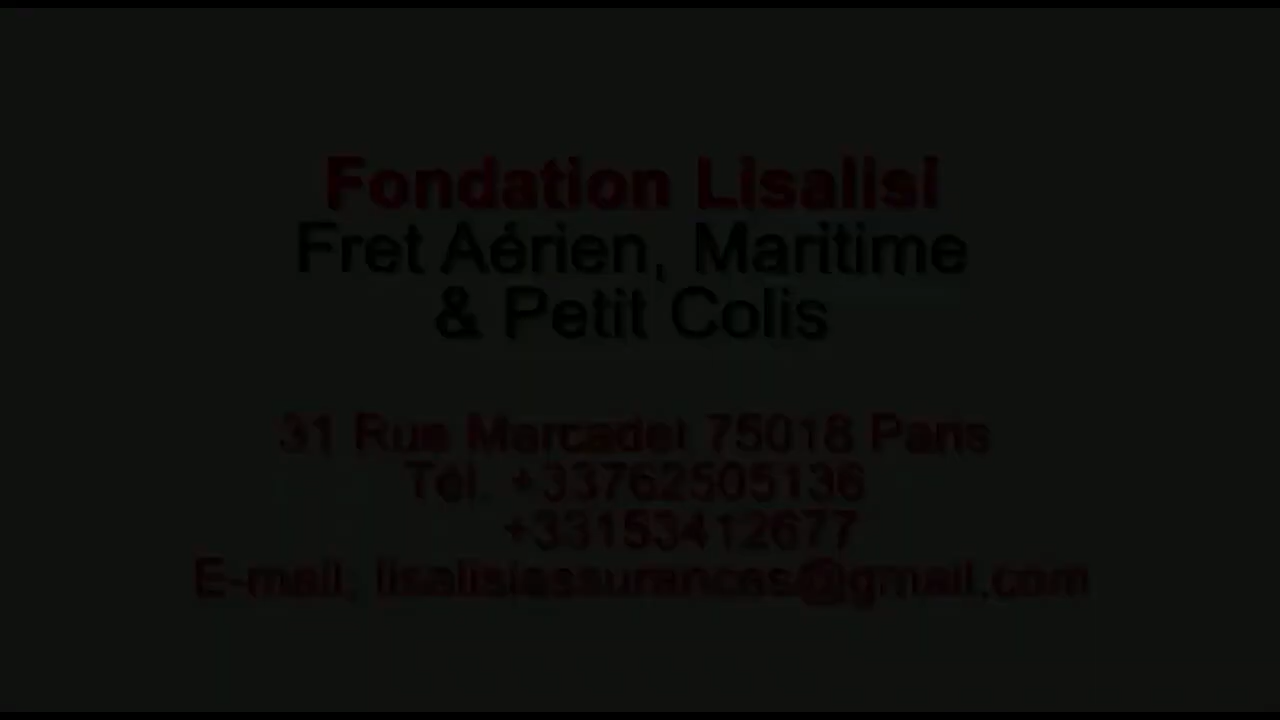 Fondation Lisalisi
Fret Aérien, Maritime
& Petit Colis
31 Rue Marcadet 75018 Paris
Tél. +33762505136
+33153412677
E-mail; lisalisiassurances@gmail.com